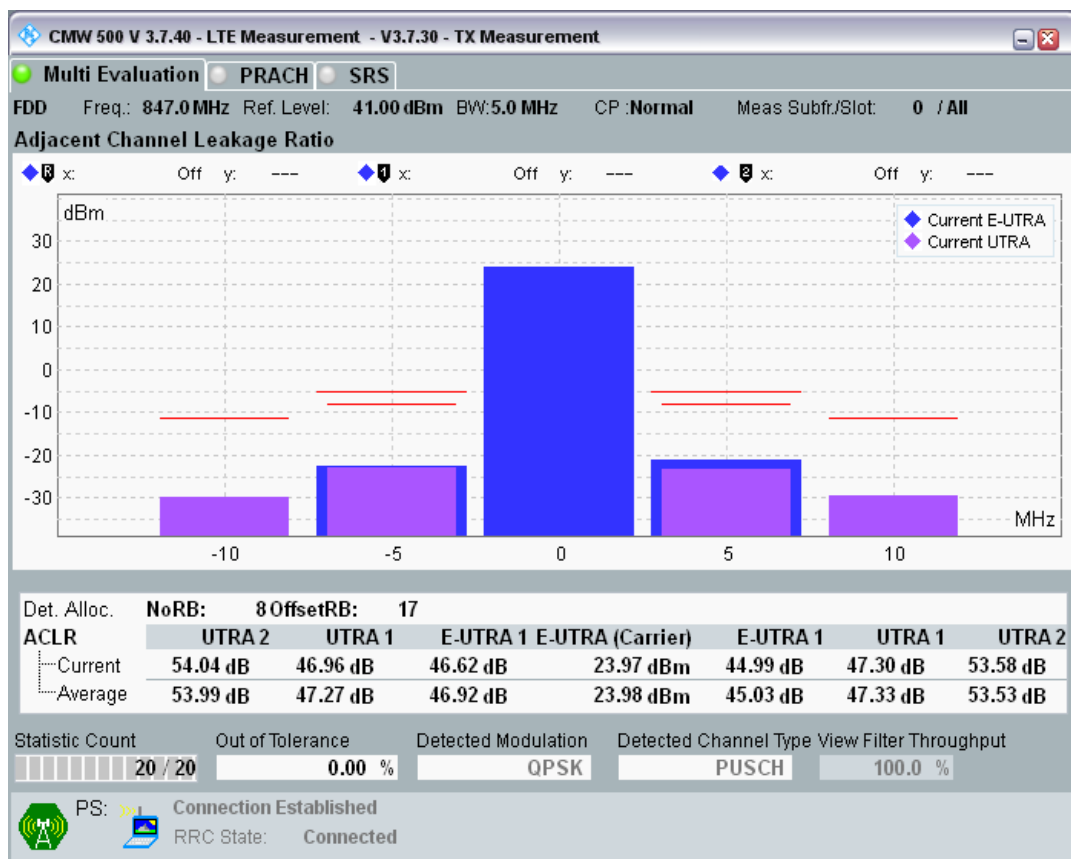 CMW 500 V 3.7.40 - LTE Measurement - V3.7.30 - TX Measurement
Multi Evaluation PRACH SRS
FDD Freq.: 847.0 MHz Ref. Level: 41.00 dBm BW:5.0 MHz CP :Normal Meas Subfr./Slot: 0 / All
Adjacent Channel Leakage Ratio
R x: Off y: --- 1 x: Off y: --- 2 x: Off y: ---
dBm
Current E-UTRA
Current UTRA
30
20
10
0
-10
-20
-30
MHz
-10 -5 0 5 10
Det. Alloc. NoRB: 8 OffsetRB: 17
ACLR UTRA 2 UTRA 1 E-UTRA 1 E-UTRA (Carrier) E-UTRA 1 UTRA 1 UTRA 2
Current 54.04 dB 46.96 dB 46.62 dB 23.97 dBm 44.99 dB 47.30 dB 53.58 dB
Average 53.99 dB 47.27 dB 46.92 dB 23.98 dBm 45.03 dB 47.33 dB 53.53 dB
Statistic Count Out of Tolerance Detected Modulation Detected Channel Type View Filter Throughput
20 / 20 0.00 % QPSK PUSCH 100.0 %
PS: Connection Established
RRC State: Connected